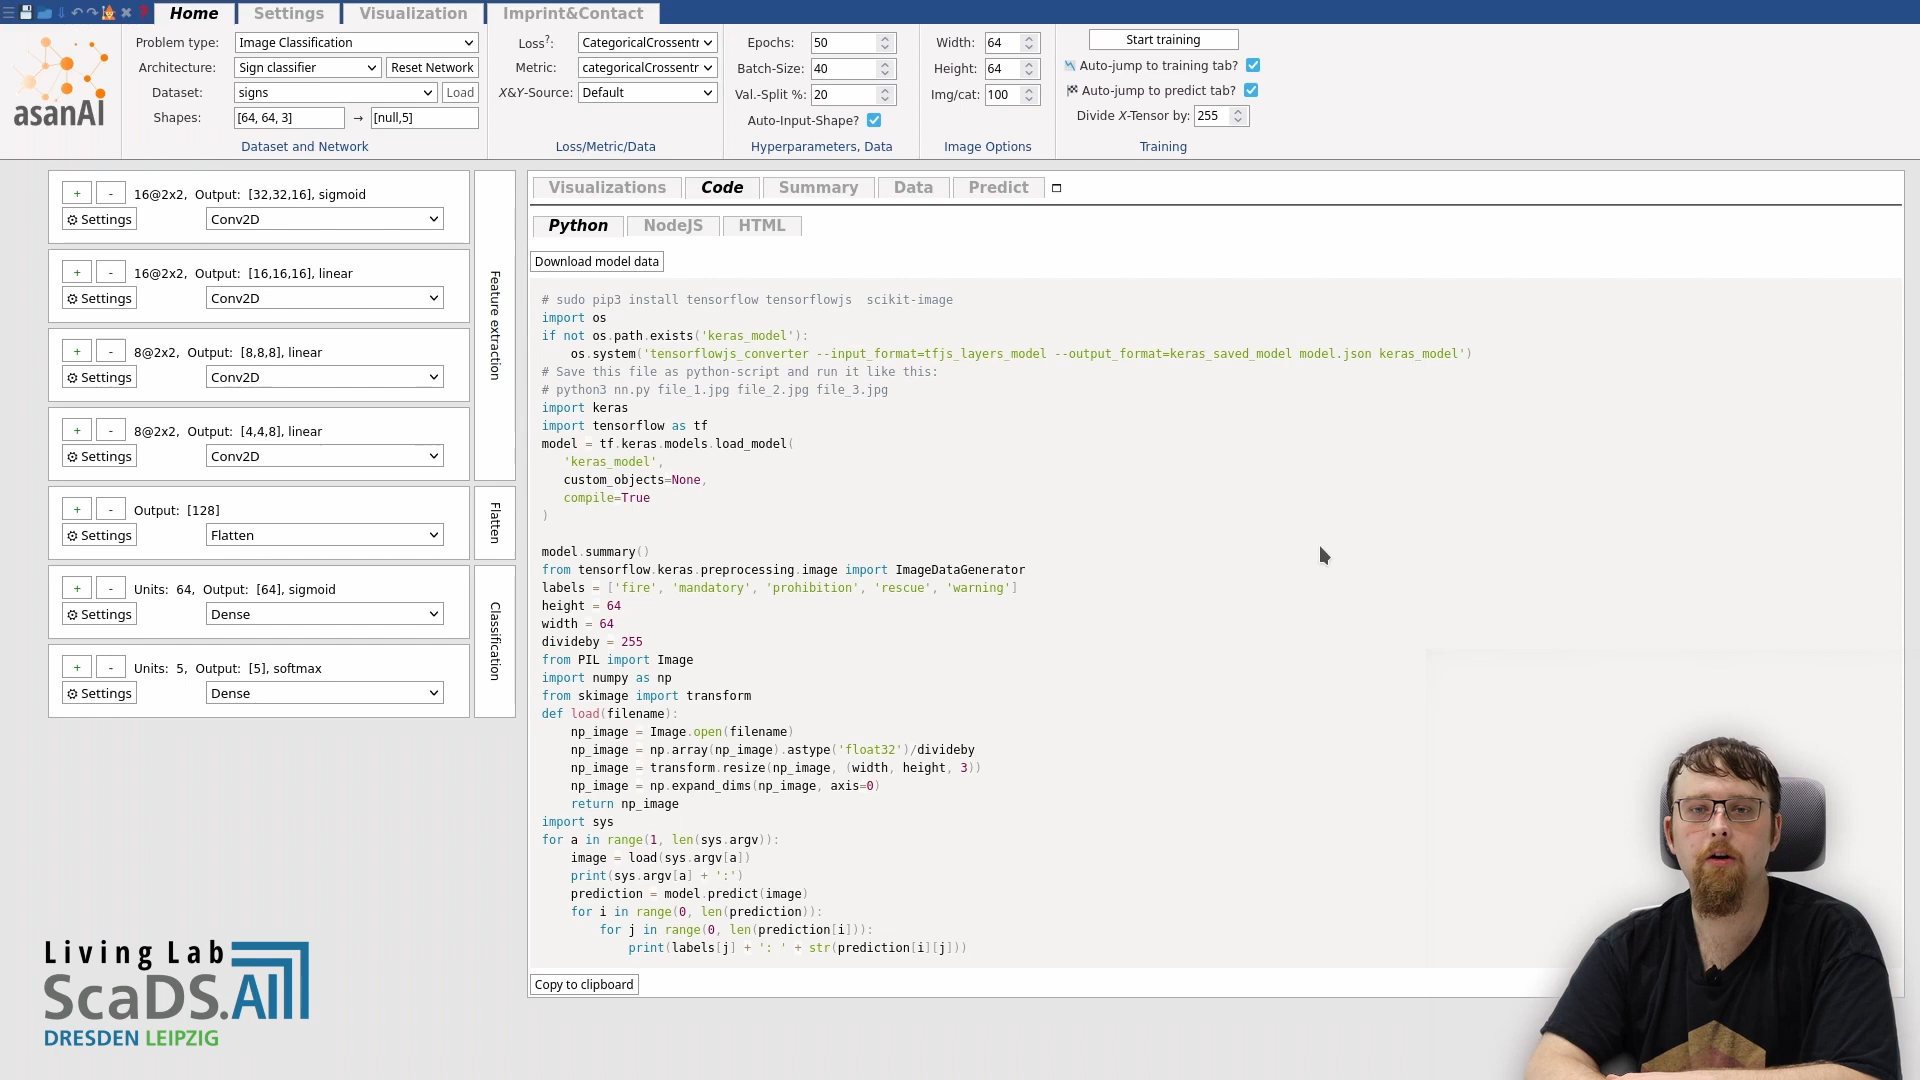 Home Settings Visualization Imprint&Contact
asanAI
Problem type: Image Classification
Architecture: Sign classifier Reset Network
Dataset: signs Load
Shapes: [64, 64, 3] → [null,5]
Dataset and Network
Loss?: CategoricalCrossentr
Metric: categoricalCrossentr
X&Y-Source: Default
Loss/Metric/Data
Epochs: 50
Batch-Size: 40
Val.-Split %: 20
Auto-Input-Shape?
Hyperparameters, Data
Width: 64
Height: 64
Img/cat: 100
Image Options
Start training
Auto-jump to training tab?
Auto-jump to predict tab?
Divide X-Tensor by: 255
Training
+ - 16@2x2, Output: [32,32,16], sigmoid
Settings Conv2D
+ - 16@2x2, Output: [16,16,16], linear
Settings Conv2D
+ - 8@2x2, Output: [8,8,8], linear
Settings Conv2D
+ - 8@2x2, Output: [4,4,8], linear
Settings Conv2D
Feature extraction
+ - Output: [128]
Settings Flatten
Flatten
+ - Units: 64, Output: [64], sigmoid
Settings Dense
+ - Units: 5, Output: [5], softmax
Settings Dense
Classification
Visualizations Code Summary Data Predict
Python NodeJS HTML
Download model data
# sudo pip3 install tensorflow tensorflowjs  scikit-image
import os
if not os.path.exists('keras_model'):
    os.system('tensorflowjs_converter --input_format=tfjs_layers_model --output_format=keras_saved_model model.json keras_model')
# Save this file as python-script and run it like this:
# python3 nn.py file_1.jpg file_2.jpg file_3.jpg
import keras
import tensorflow as tf
model = tf.keras.models.load_model(
   'keras_model',
   custom_objects=None,
   compile=True
)
model.summary()
from tensorflow.keras.preprocessing.image import ImageDataGenerator
labels = ['fire', 'mandatory', 'prohibition', 'rescue', 'warning']
height = 64
width = 64
divideby = 255
from PIL import Image
import numpy as np
from skimage import transform
def load(filename):
    np_image = Image.open(filename)
    np_image = np.array(np_image).astype('float32')/divideby
    np_image = transform.resize(np_image, (width, height, 3))
    np_image = np.expand_dims(np_image, axis=0)
    return np_image
import sys
for a in range(1, len(sys.argv)):
    image = load(sys.argv[a])
    print(sys.argv[a] + ':')
    prediction = model.predict(image)
    for i in range(0, len(prediction)):
        for j in range(0, len(prediction[i])):
            print(labels[j] + ': ' + str(prediction[i][j]))
Copy to clipboard
Living Lab
ScaDS.AI
DRESDEN LEIPZIG